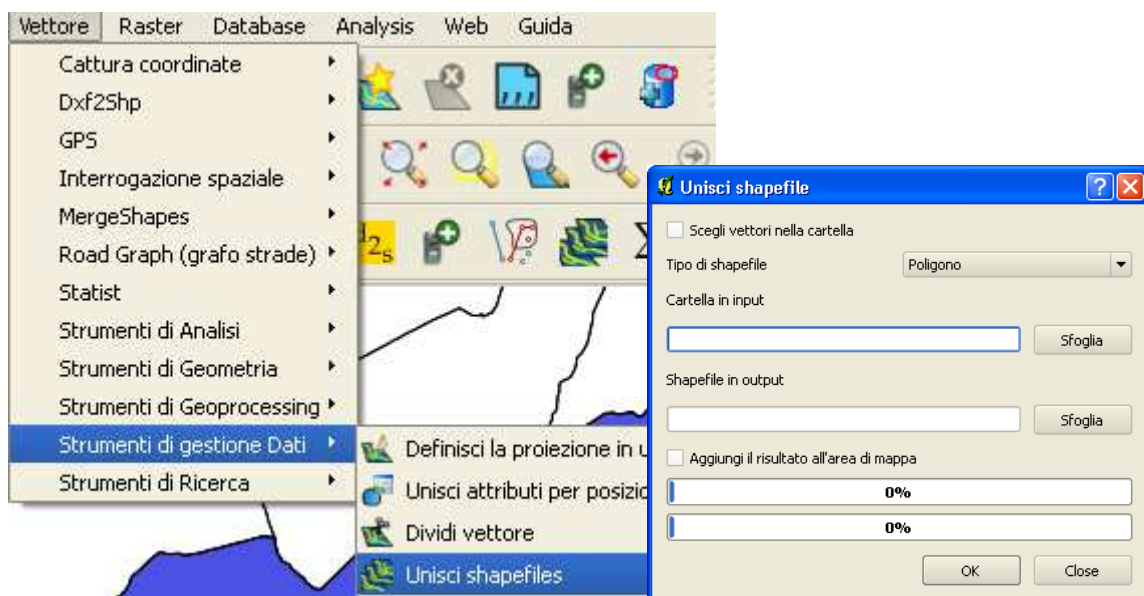 Vettore Raster Database Analysis Web Guida
Cattura coordinate
Dxf2Shp
GPS
Interrogazione spaziale
MergeShapes
Road Graph (grafo strade)
Statist
Strumenti di Analisi
Strumenti di Geometria
Strumenti di Geoprocessing
Strumenti di gestione Dati
Strumenti di Ricerca
Definisci la proiezione in u
Unisci attributi per posizio
Dividi vettore
Unisci shapefiles
Unisci shapefile
Scegli vettori nella cartella
Tipo di shapefile Poligono
Cartella in input
Sfoglia
Shapefile in output
Sfoglia
Aggiungi il risultato all'area di mappa
0%
0%
OK Close